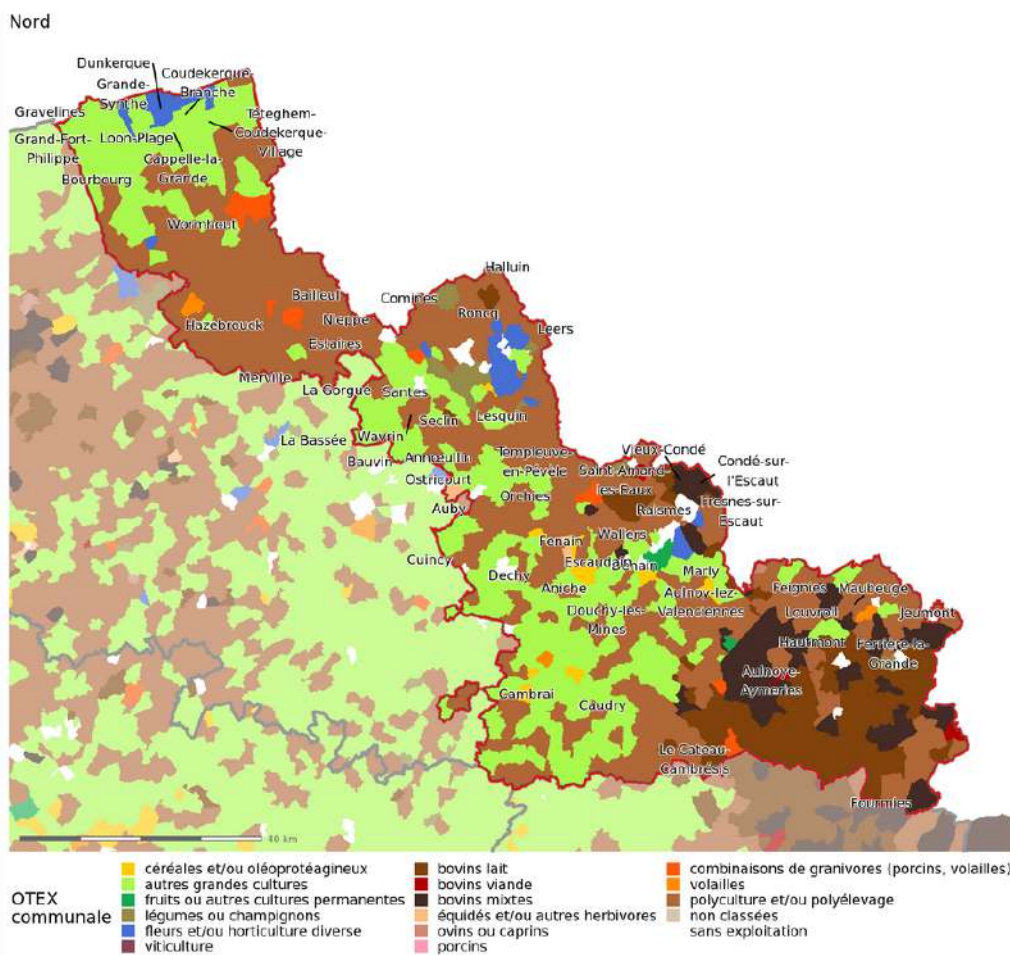 Nord
Dunkerque
Coudekerque-
Branche
Grande-
Synthe
Gravelines
Téteghem-
Coudekerque-
Village
Grand-Fort-
Philippe
Loon-Plage
Cappelle-la-
Grande
Bourbourg
Wormhout
Halluin
Bailleul
Comines
Roncq
Hazebrouck
Nieppe
Leers
Estaires
Merville
La Gorgue
Santes
Seclin
Lesquin
Wavrin
La Bassée
Annœullin
Templeuve-
en-Pévèle
Vieux-Condé
Bauvin
Saint-Amand-
les-Eaux
Condé-sur-
l'Escaut
Ostricourt
Orchies
Raismes
Fresnes-sur-
Escaut
Auby
Wallers
Fenain
Cuincy
Escaudain
Denain
Marly
Dechy
Aniche
Aulnoy-lez-
Valenciennes
Feignies
Maubeuge
Douchy-les-
Mines
Louvroil
Jeumont
Hautmont
Ferrière-la-
Grande
Aulnoye-
Aymeries
Cambrai
Caudry
Le Cateau-
Cambrésis
Fourmies
40 km
OTEX
communale
céréales et/ou oléoprotéagineux
autres grandes cultures
fruits ou autres cultures permanentes
légumes ou champignons
fleurs et/ou horticulture diverse
viticulture
bovins lait
bovins viande
bovins mixtes
équidés et/ou autres herbivores
ovins ou caprins
porcins
combinaisons de granivores (porcins, volailles)
volailles
polyculture et/ou polyélevage
non classées
sans exploitation